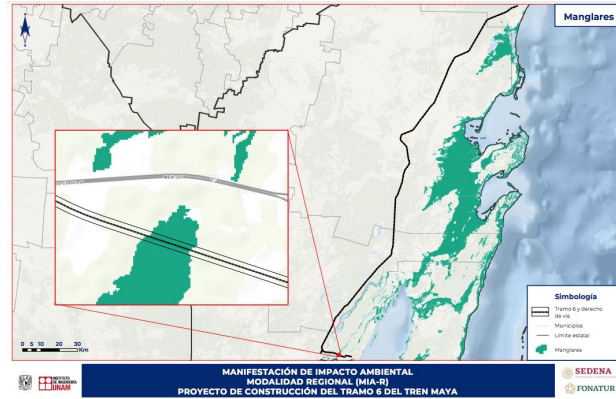 Manglares
N
0 5 10 20 30
Km
Simbología
Tramo 6 y derecho
de vía
Municipios
Límite estatal
Manglares
INSTITUTO
DE INGENIERÍA
UNAM
MANIFESTACIÓN DE IMPACTO AMBIENTAL
MODALIDAD REGIONAL (MIA-R)
PROYECTO DE CONSTRUCCIÓN DEL TRAMO 6 DEL TREN MAYA
SEDENA
FONATUR